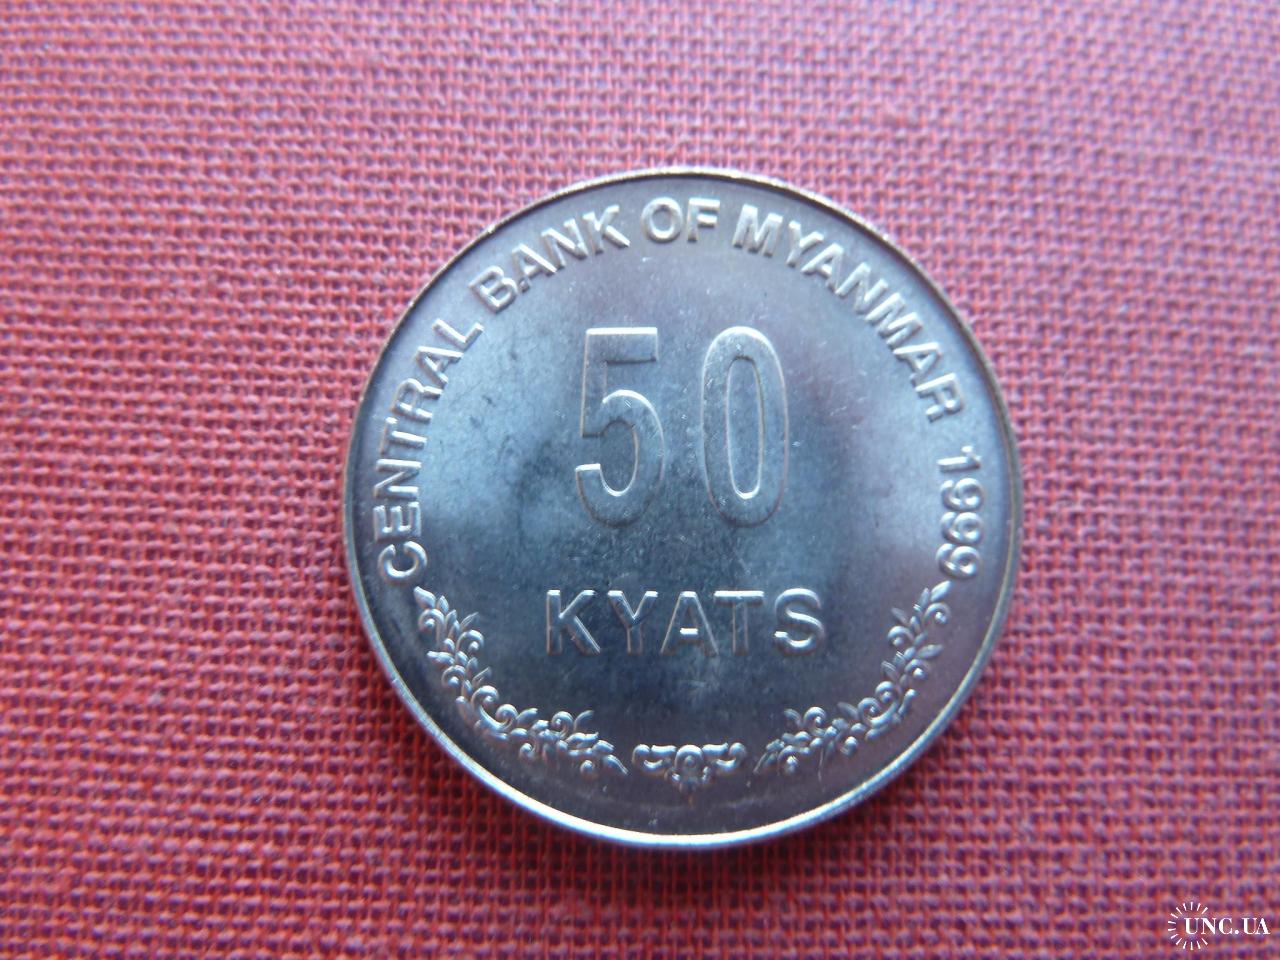 CENTRAL BANK OF MYANMAR 1999
50
KYATS
UNC.UA